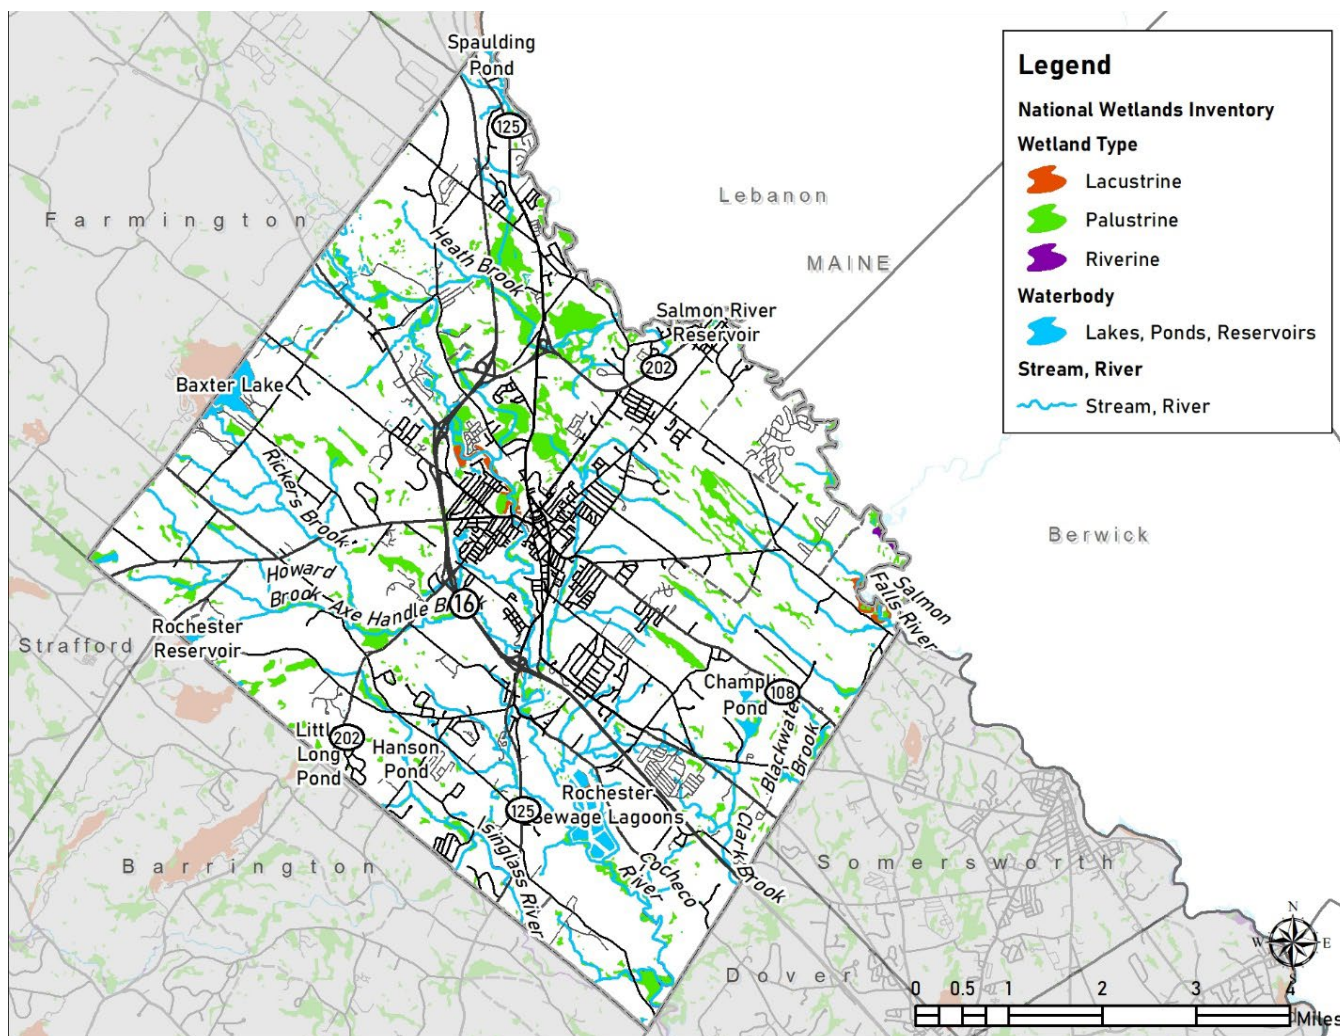 Spaulding
Pond
125
Farmington
Lebanon
MAINE
Heath Brook
Salmon River
Reservoir
202
Baxter Lake
Rickers Brook
Howard
Brook-Axe Handle
16
Berwick
Salmon
Falls River
Strafford
Rochester
Reservoir
Champli
Pond
108
Blackwater
Brook
Littl
Long
Pond
202
Hanson
Pond
125
Rochester
Sewage Lagoons
Isinglass River
Cocheco
River
Clark Brook
Barrington
Somersworth
Dover
Legend
National Wetlands Inventory
Wetland Type
Lacustrine
Palustrine
Riverine
Waterbody
Lakes, Ponds, Reservoirs
Stream, River
Stream, River
N
W E
S
0 0.5 1 2 3 4
Miles